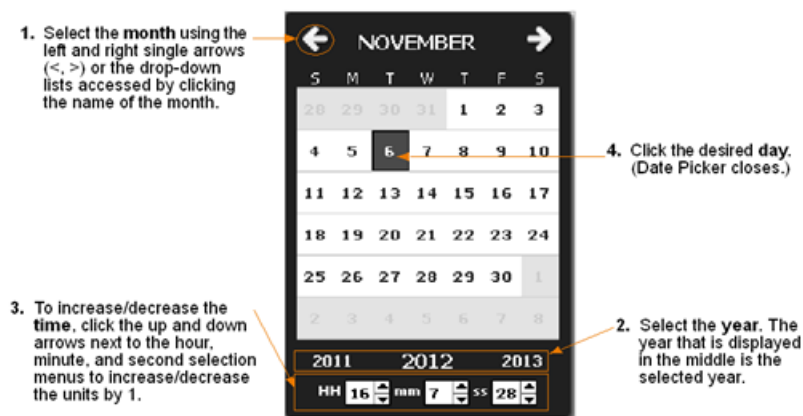 1. Select the month using the
left and right single arrows
(<, >) or the drop-down
lists accessed by clicking
the name of the month.
NOVEMBER
S M T W T F S
28 29 30 31 1 2 3
4 5 6 7 8 9 10
11 12 13 14 15 16 17
18 19 20 21 22 23 24
25 26 27 28 29 30 1
2 3 4 5 6 7 8
2011 2012 2013
HH 16 mm 7 ss 28
4. Click the desired day.
(Date Picker closes.)
3. To increase/decrease the
time, click the up and down
arrows next to the hour,
minute, and second selection
menus to increase/decrease
the units by 1.
2. Select the year. The
year that is displayed
in the middle is the
selected year.